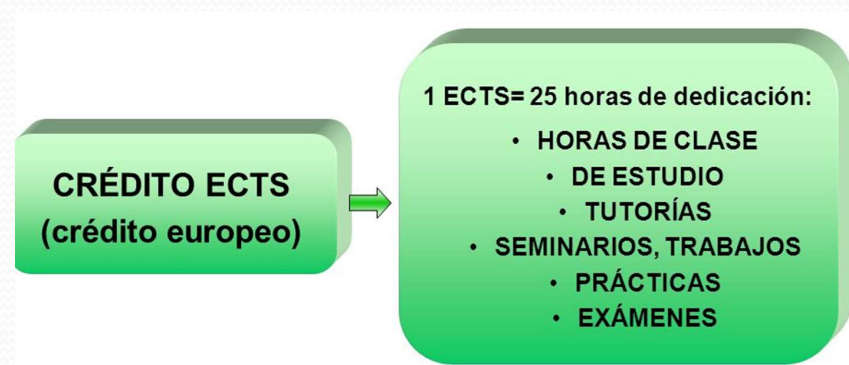 CRÉDITO ECTS
(crédito europeo)
1 ECTS= 25 horas de dedicación:
• HORAS DE CLASE
• DE ESTUDIO
• TUTORÍAS
• SEMINARIOS, TRABAJOS
• PRÁCTICAS
• EXÁMENES